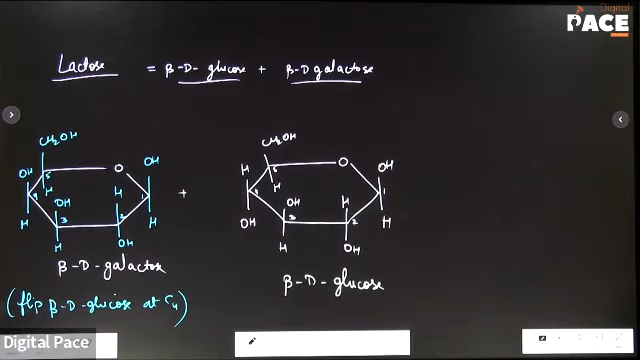 Digital
PACE
Lactose = β-D-glucose + β-D galactose
CH₂OH
O
OH
OH
5
H
OH
H
4
1
H
3
2
H
H
OH
β-D-galactose
(flip β-D-glucose at C₄)
+
CH₂OH
O
H
OH
5
H
4
1
OH
H
OH
H
3
2
H
OH
β-D-glucose
Digital Pace